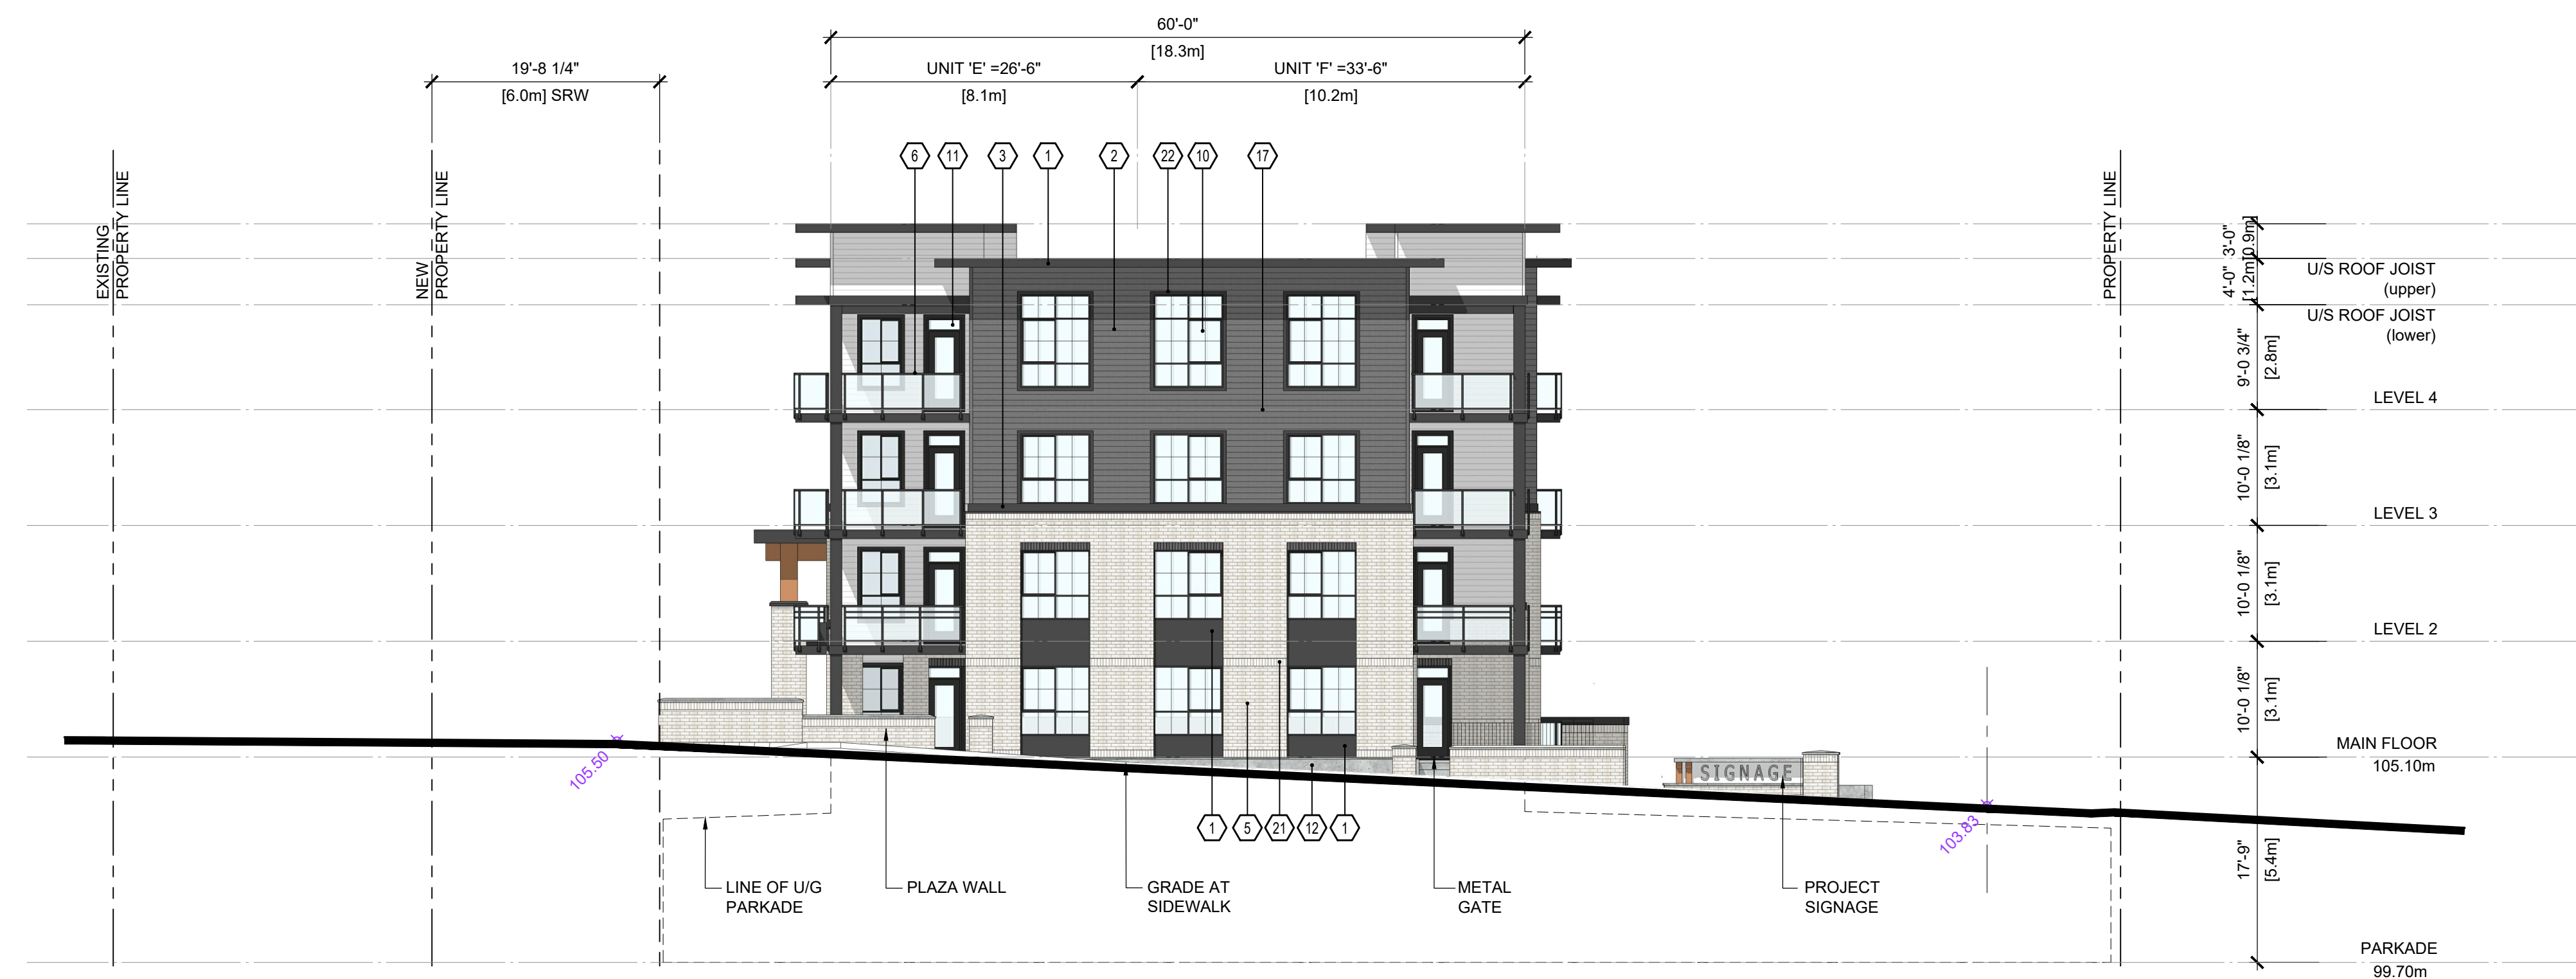 60'-0"
[18.3m]
19'-8 1/4"
[6.0m] SRW
UNIT 'E' =26'-6"
[8.1m]
UNIT 'F' =33'-6"
[10.2m]
6
11
3
1
2
22
10
17
EXISTING
PROPERTY LINE
NEW
PROPERTY LINE
PROPERTY LINE
3'-0"
[0.9m]
U/S ROOF JOIST
(upper)
4'-0"
[1.2m]
U/S ROOF JOIST
(lower)
9'-0 3/4"
[2.8m]
LEVEL 4
10'-0 1/8"
[3.1m]
LEVEL 3
10'-0 1/8"
[3.1m]
LEVEL 2
10'-0 1/8"
[3.1m]
MAIN FLOOR
105.10m
105.50
SIGNAGE
103.83
1
5
21
12
1
17'-9"
[5.4m]
LINE OF U/G
PARKADE
PLAZA WALL
GRADE AT
SIDEWALK
METAL
GATE
PROJECT
SIGNAGE
PARKADE
99.70m